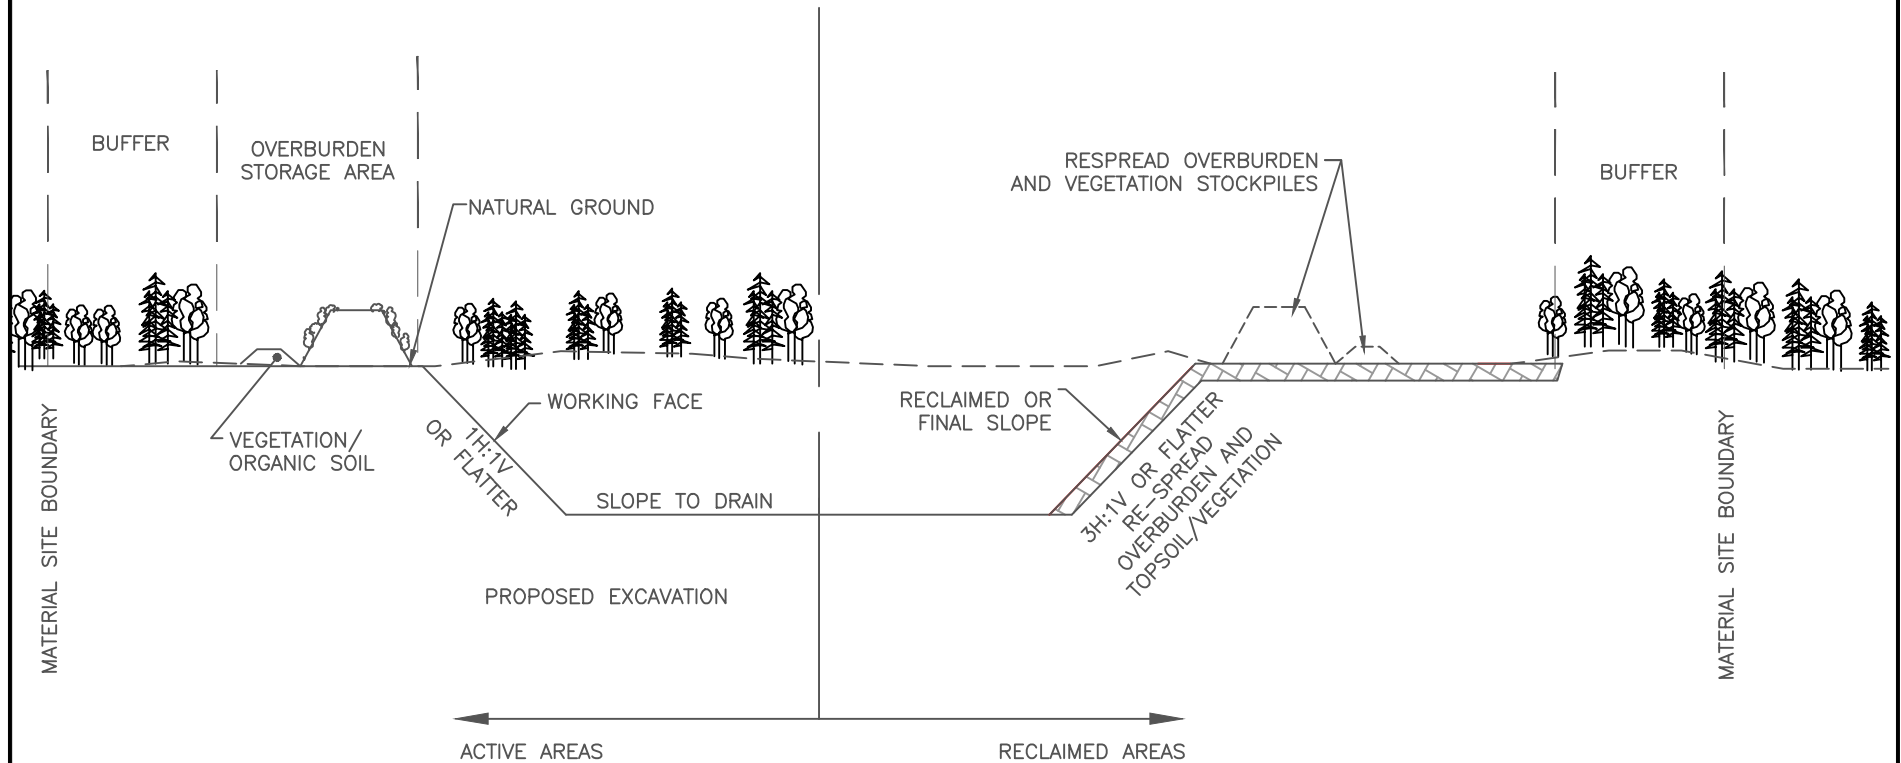 BUFFER
OVERBURDEN
STORAGE AREA
NATURAL GROUND
RESPREAD OVERBURDEN
AND VEGETATION STOCKPILES
BUFFER
WORKING FACE
VEGETATION/
ORGANIC SOIL
1H:1V
OR FLATTER
SLOPE TO DRAIN
RECLAIMED OR
FINAL SLOPE
3H:1V OR FLATTER
RE-SPREAD
OVERBURDEN AND
TOPSOIL/VEGETATION
MATERIAL SITE BOUNDARY
MATERIAL SITE BOUNDARY
PROPOSED EXCAVATION
ACTIVE AREAS
RECLAIMED AREAS